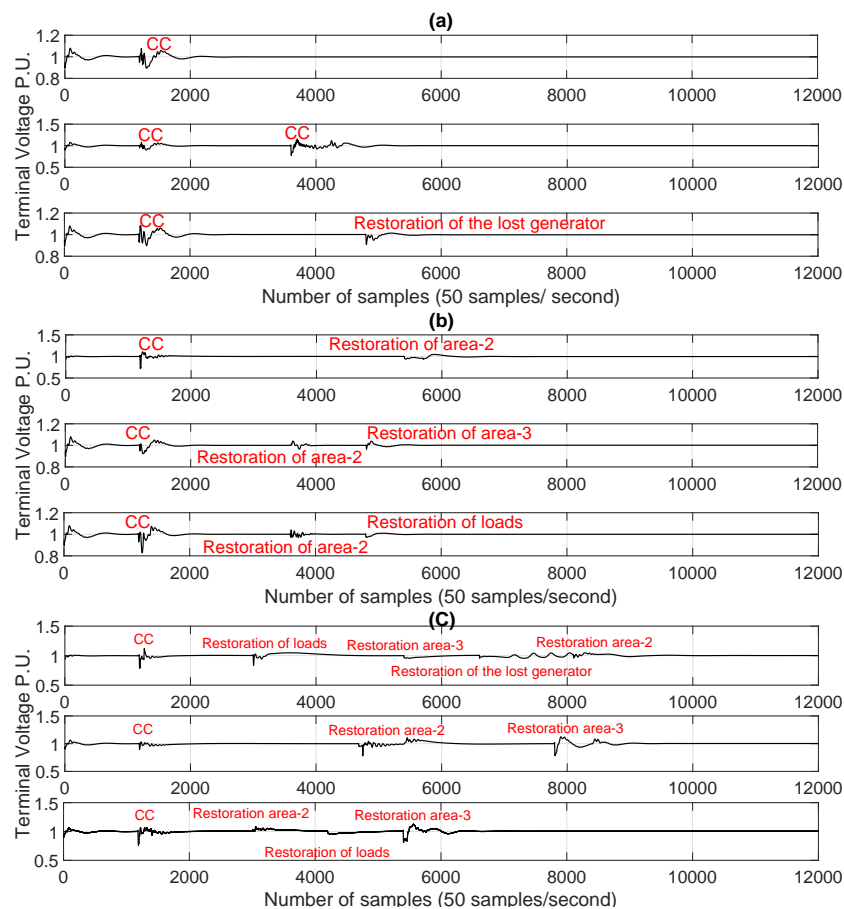 (a)
Terminal Voltage P.U.
1.2
1
0.8
CC
0 2000 4000 6000 8000 10000 12000
1.5
1
0.5
CC CC
0 2000 4000 6000 8000 10000 12000
1.2
1
0.8
CC Restoration of the lost generator
0 2000 4000 6000 8000 10000 12000
Number of samples (50 samples/ second)
(b)
Terminal Voltage P.U.
1.5
1
0.5
CC Restoration of area-2
0 2000 4000 6000 8000 10000 12000
1.2
1
0.8
CC Restoration of area-3
Restoration of area-2
0 2000 4000 6000 8000 10000 12000
1.2
1
0.8
CC Restoration of loads
Restoration of area-2
0 2000 4000 6000 8000 10000 12000
Number of samples (50 samples/second)
(C)
Terminal Voltage P.U.
1.5
1
0.5
CC Restoration of loads Restoration area-3 Restoration area-2
Restoration of the lost generator
0 2000 4000 6000 8000 10000 12000
1.5
1
0.5
CC Restoration area-2 Restoration area-3
0 2000 4000 6000 8000 10000 12000
1.5
1
0.5
CC Restoration area-2 Restoration area-3
Restoration of loads
0 2000 4000 6000 8000 10000 12000
Number of samples (50 samples/second)